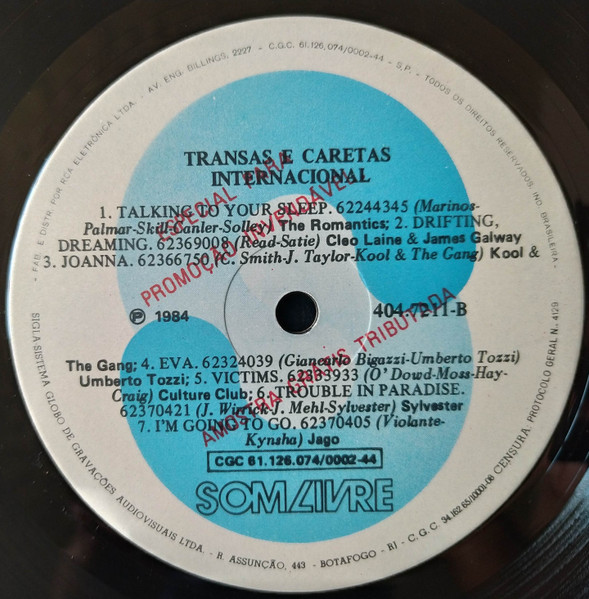 - FAB. E DISTR. POR RCA ELETRÔNICA LTDA. - AV. ENG. BILLINGS, 2227 - C.G.C. 61.126.074/0002-44 - S.P. - TODOS OS DIREITOS RESERVADOS. IND. BRASILEIRA -
TRANSAS E CARETAS
INTERNACIONAL
ESPECIAL PARA
PROMOÇÃO INVENDÁVEL
1. TALKING TO YOUR SLEEP. 62244345 (Marinos-
Palmar-Skill-Canler-Solley) The Romantics; 2. DRIFTING,
DREAMING. 62369008 (Read-Satie) Cleo Laine & James Galway
3. JOANNA. 62366750 (C. Smith-J. Taylor-Kool & The Gang) Kool &
℗ 1984
404.7211-B
AMOSTRA GRÁTIS TRIBUTADA
The Gang; 4. EVA. 62324039 (Giancarlo Bigazzi-Umberto Tozzi)
Umberto Tozzi; 5. VICTIMS. 62363933 (O'Dowd-Moss-Hay-
Craig) Culture Club; 6. TROUBLE IN PARADISE.
62370421 (J. Wirrick-J. Mehl-Sylvester) Sylvester
7. I'M GOING TO GO. 62370405 (Violante-
Kynsha) Jago
CGC 61.126.074/0002-44
SOM LIVRE
SIGLA SISTEMA GLOBO DE GRAVAÇÕES AUDIOVISUAIS LTDA. - R. ASSUNÇÃO, 443 - BOTAFOGO - RJ - C.G.C. 34.162.65/10001-06 CENSURA. PROTOCOLO GERAL N. 4129